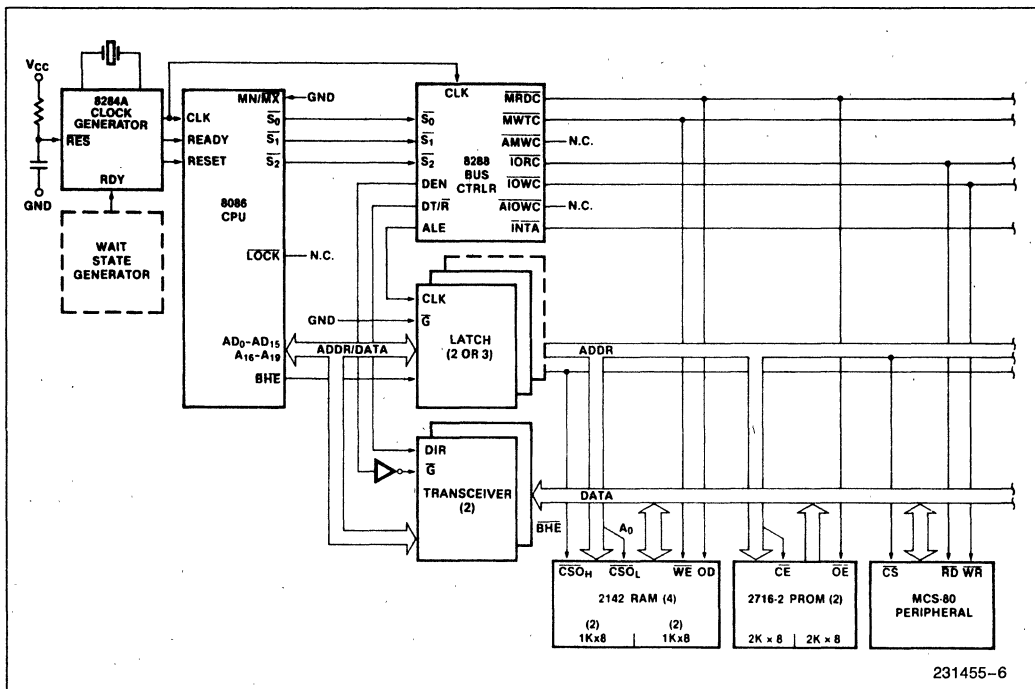 VCC
8284A
CLOCK
GENERATOR
RES
RDY
GND
WAIT
STATE
GENERATOR
CLK
READY
RESET
MN/MX
GND
S0
S1
S2
8086
CPU
LOCK
N.C.
AD0-AD15
A16-A19
BHE
ADDR/DATA
CLK
S0
S1
S2
DEN
DT/R
ALE
8288
BUS
CTRLR
MRDC
MWTC
AMWC
N.C.
IORC
IOWC
AIOWC
N.C.
INTA
CLK
GND
G
LATCH
(2 OR 3)
ADDR
DIR
G
TRANSCEIVER
(2)
DATA
BHE
A0
CSOH
CSOL
WE OD
2142 RAM (4)
(2)
1Kx8
(2)
1Kx8
CE
OE
2716-2 PROM (2)
2K × 8
2K × 8
CS
RD WR
MCS-80
PERIPHERAL
231455-6